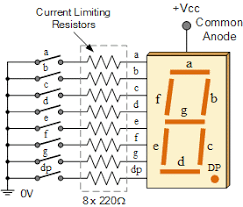 Current Limiting
Resistors
+Vcc
Common
Anode
a a
b b
c c
d d
e e
f f
g g
dp dp
0V
8 x 220Ω
a
f b
g
e c
d
DP